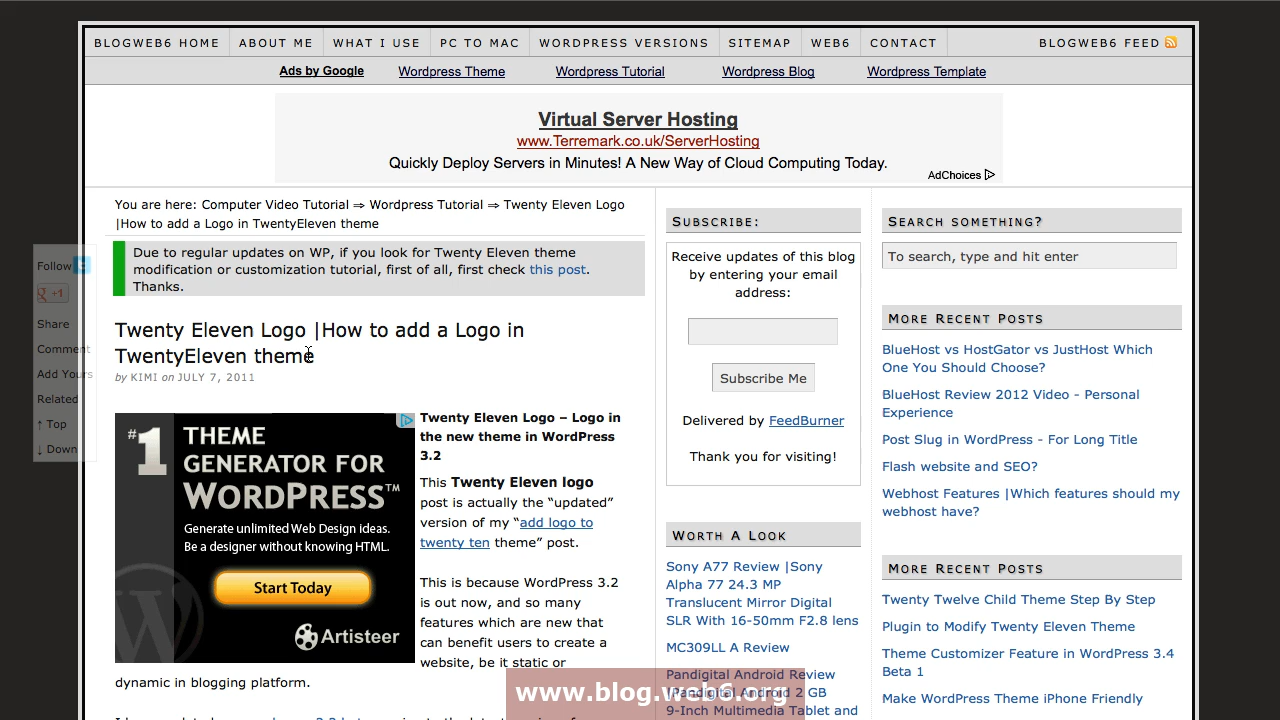 BLOGWEB6 HOME ABOUT ME WHAT I USE PC TO MAC WORDPRESS VERSIONS SITEMAP WEB6 CONTACT BLOGWEB6 FEED
Ads by Google Wordpress Theme Wordpress Tutorial Wordpress Blog Wordpress Template
Virtual Server Hosting
www.Terremark.co.uk/ServerHosting
Quickly Deploy Servers in Minutes! A New Way of Cloud Computing Today.
AdChoices
You are here: Computer Video Tutorial ⇒ Wordpress Tutorial ⇒ Twenty Eleven Logo
|How to add a Logo in TwentyEleven theme
Due to regular updates on WP, if you look for Twenty Eleven theme
modification or customization tutorial, first of all, first check this post.
Thanks.
Follow
+1
Share
Comment
Add Yours
Related
↑ Top
↓ Down
Twenty Eleven Logo |How to add a Logo in
TwentyEleven theme
by KIMI on JULY 7, 2011
#1 THEME
GENERATOR FOR
WORDPRESS™
Generate unlimited Web Design ideas.
Be a designer without knowing HTML.
Start Today
Artisteer
Twenty Eleven Logo – Logo in
the new theme in WordPress
3.2
This Twenty Eleven logo
post is actually the “updated”
version of my “add logo to
twenty ten theme” post.
This is because WordPress 3.2
is out now, and so many
features which are new that
can benefit users to create a
website, be it static or
dynamic in blogging platform.
SUBSCRIBE:
Receive updates of this blog
by entering your email
address:
Subscribe Me
Delivered by FeedBurner
Thank you for visiting!
WORTH A LOOK
Sony A77 Review |Sony
Alpha 77 24.3 MP
Translucent Mirror Digital
SLR With 16-50mm F2.8 lens
MC309LL A Review
Pandigital Android Review
|Pandigital Android 2 GB
9-Inch Multimedia Tablet and
SEARCH SOMETHING?
To search, type and hit enter
MORE RECENT POSTS
BlueHost vs HostGator vs JustHost Which
One You Should Choose?
BlueHost Review 2012 Video - Personal
Experience
Post Slug in WordPress - For Long Title
Flash website and SEO?
Webhost Features |Which features should my
webhost have?
MORE RECENT POSTS
Twenty Twelve Child Theme Step By Step
Plugin to Modify Twenty Eleven Theme
Theme Customizer Feature in WordPress 3.4
Beta 1
Make WordPress Theme iPhone Friendly
www.blog.web6.org